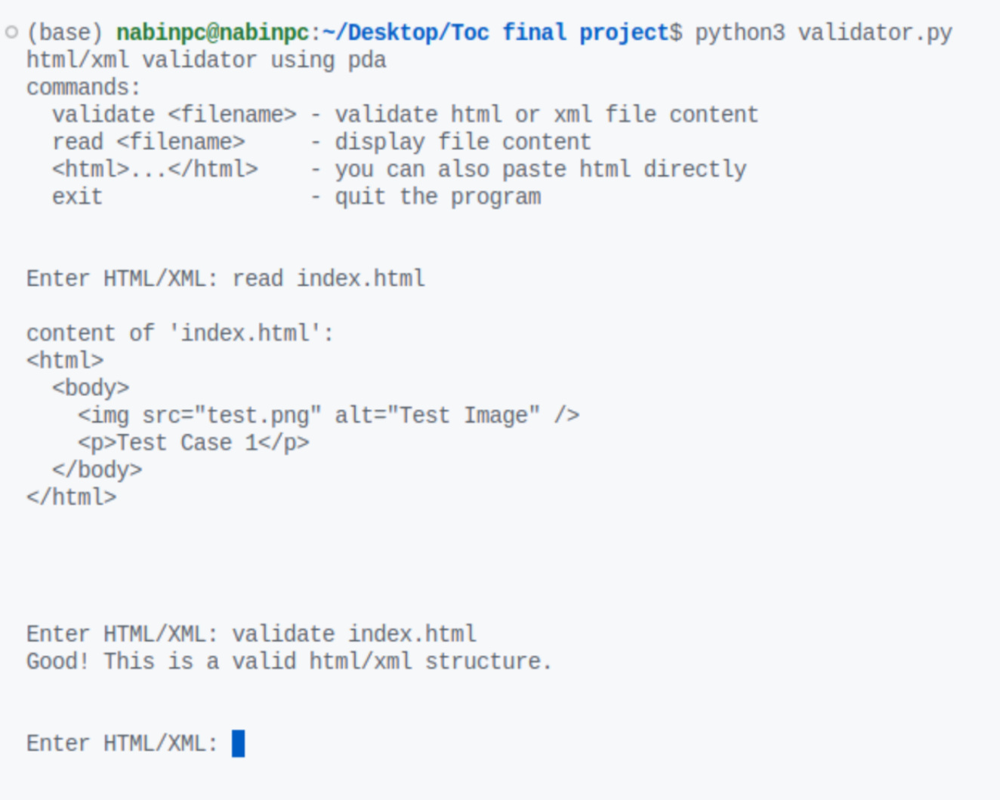 (base) nabinpc@nabinpc:~/Desktop/Toc final project$ python3 validator.py
html/xml validator using pda
commands:
  validate <filename> - validate html or xml file content
  read <filename>     - display file content
  <html>...</html>    - you can also paste html directly
  exit                - quit the program
Enter HTML/XML: read index.html
content of 'index.html':
<html>
  <body>
    <img src="test.png" alt="Test Image" />
    <p>Test Case 1</p>
  </body>
</html>
Enter HTML/XML: validate index.html
Good! This is a valid html/xml structure.
Enter HTML/XML: